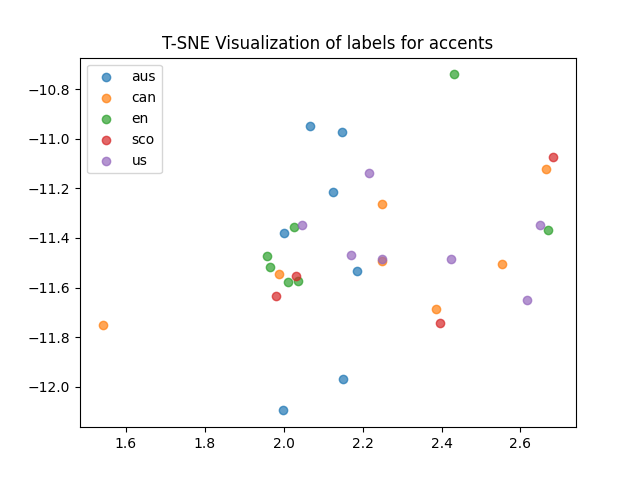 T-SNE Visualization of labels for accents
aus
can
en
sco
us
−10.8
−11.0
−11.2
−11.4
−11.6
−11.8
−12.0
1.6 1.8 2.0 2.2 2.4 2.6